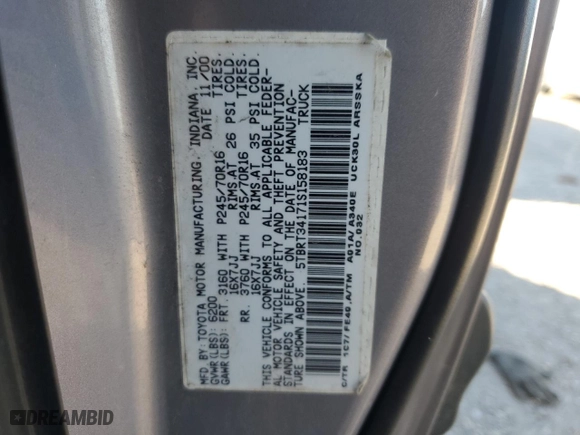 MFD. BY: TOYOTA MOTOR MANUFACTURING, INDIANA, INC.
DATE 11/00
GVWR(LBS): 6200
GAWR(LBS): FRT. 3160 WITH P245/70R16 TIRES,
16X7JJ RIMS, AT 26 PSI COLD.
RR. 3760 WITH P245/70R16 TIRES,
16X7JJ RIMS, AT 35 PSI COLD.
THIS VEHICLE CONFORMS TO ALL APPLICABLE FEDER-
AL MOTOR VEHICLE SAFETY AND THEFT PREVENTION
STANDARDS IN EFFECT ON THE DATE OF MANUFAC-
TURE SHOWN ABOVE. 5TBRT34171S158183 TRUCK
C/TR 1C7/FE49 A/TM A01A/A340E UCK30L ARSSKA
NO.032
DREAMBID